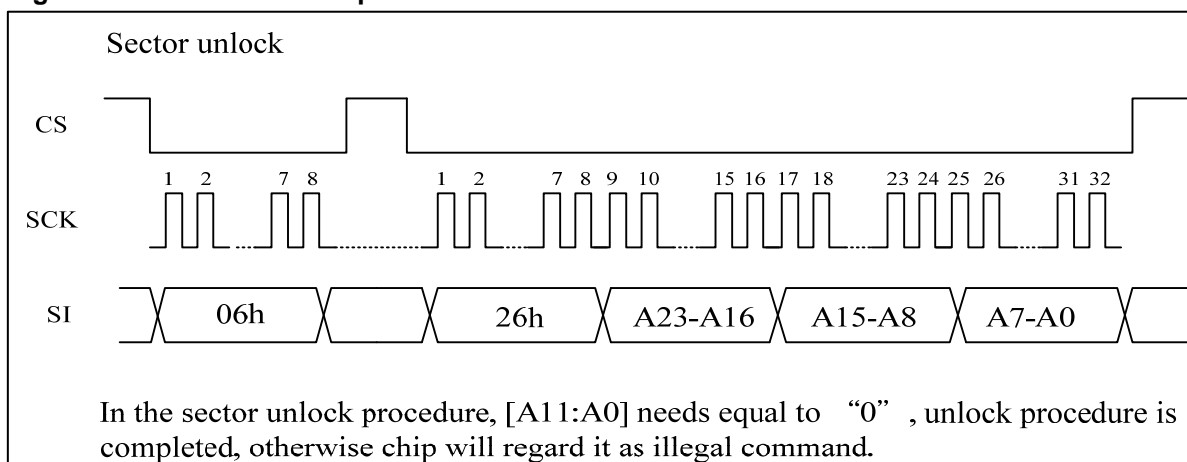 Sector unlock
CS
1 2 7 8 1 2 7 8 9 10 15 16 17 18 23 24 25 26 31 32
SCK
SI 06h 26h A23-A16 A15-A8 A7-A0
In the sector unlock procedure, [A11:A0] needs equal to “0”, unlock procedure is
completed, otherwise chip will regard it as illegal command.